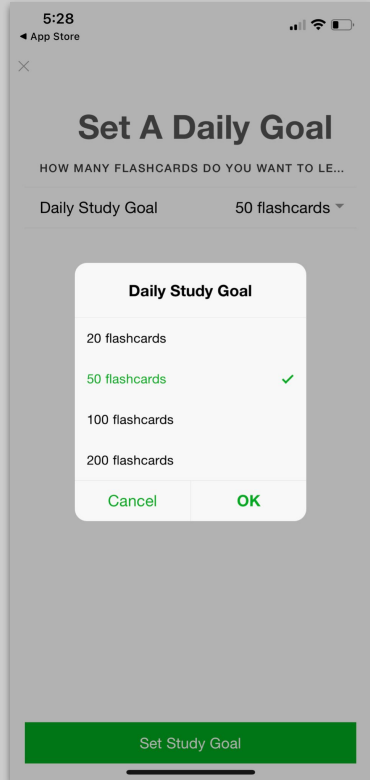 5:28
◀ App Store
Set A Daily Goal
HOW MANY FLASHCARDS DO YOU WANT TO LE...
Daily Study Goal 50 flashcards
Daily Study Goal
20 flashcards
50 flashcards
100 flashcards
200 flashcards
Cancel OK
Set Study Goal